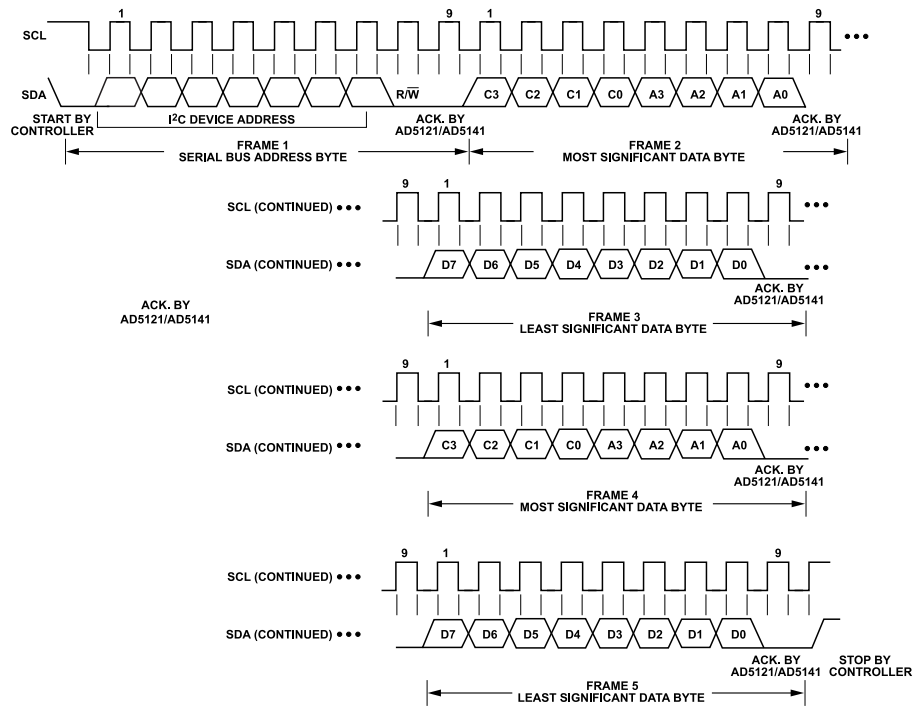 1 9 1 9
SCL •••
SDA R/W̅ C3 C2 C1 C0 A3 A2 A1 A0
START BY CONTROLLER
I²C DEVICE ADDRESS
ACK. BY AD5121/AD5141
ACK. BY AD5121/AD5141
FRAME 1
SERIAL BUS ADDRESS BYTE
FRAME 2
MOST SIGNIFICANT DATA BYTE
9 1 9
SCL (CONTINUED) ••• •••
SDA (CONTINUED) ••• D7 D6 D5 D4 D3 D2 D1 D0 •••
ACK. BY
AD5121/AD5141
ACK. BY
AD5121/AD5141
FRAME 3
LEAST SIGNIFICANT DATA BYTE
9 1 9
SCL (CONTINUED) ••• •••
SDA (CONTINUED) ••• C3 C2 C1 C0 A3 A2 A1 A0 •••
ACK. BY
AD5121/AD5141
FRAME 4
MOST SIGNIFICANT DATA BYTE
9 1 9
SCL (CONTINUED) •••
SDA (CONTINUED) ••• D7 D6 D5 D4 D3 D2 D1 D0
ACK. BY
AD5121/AD5141
STOP BY
CONTROLLER
FRAME 5
LEAST SIGNIFICANT DATA BYTE